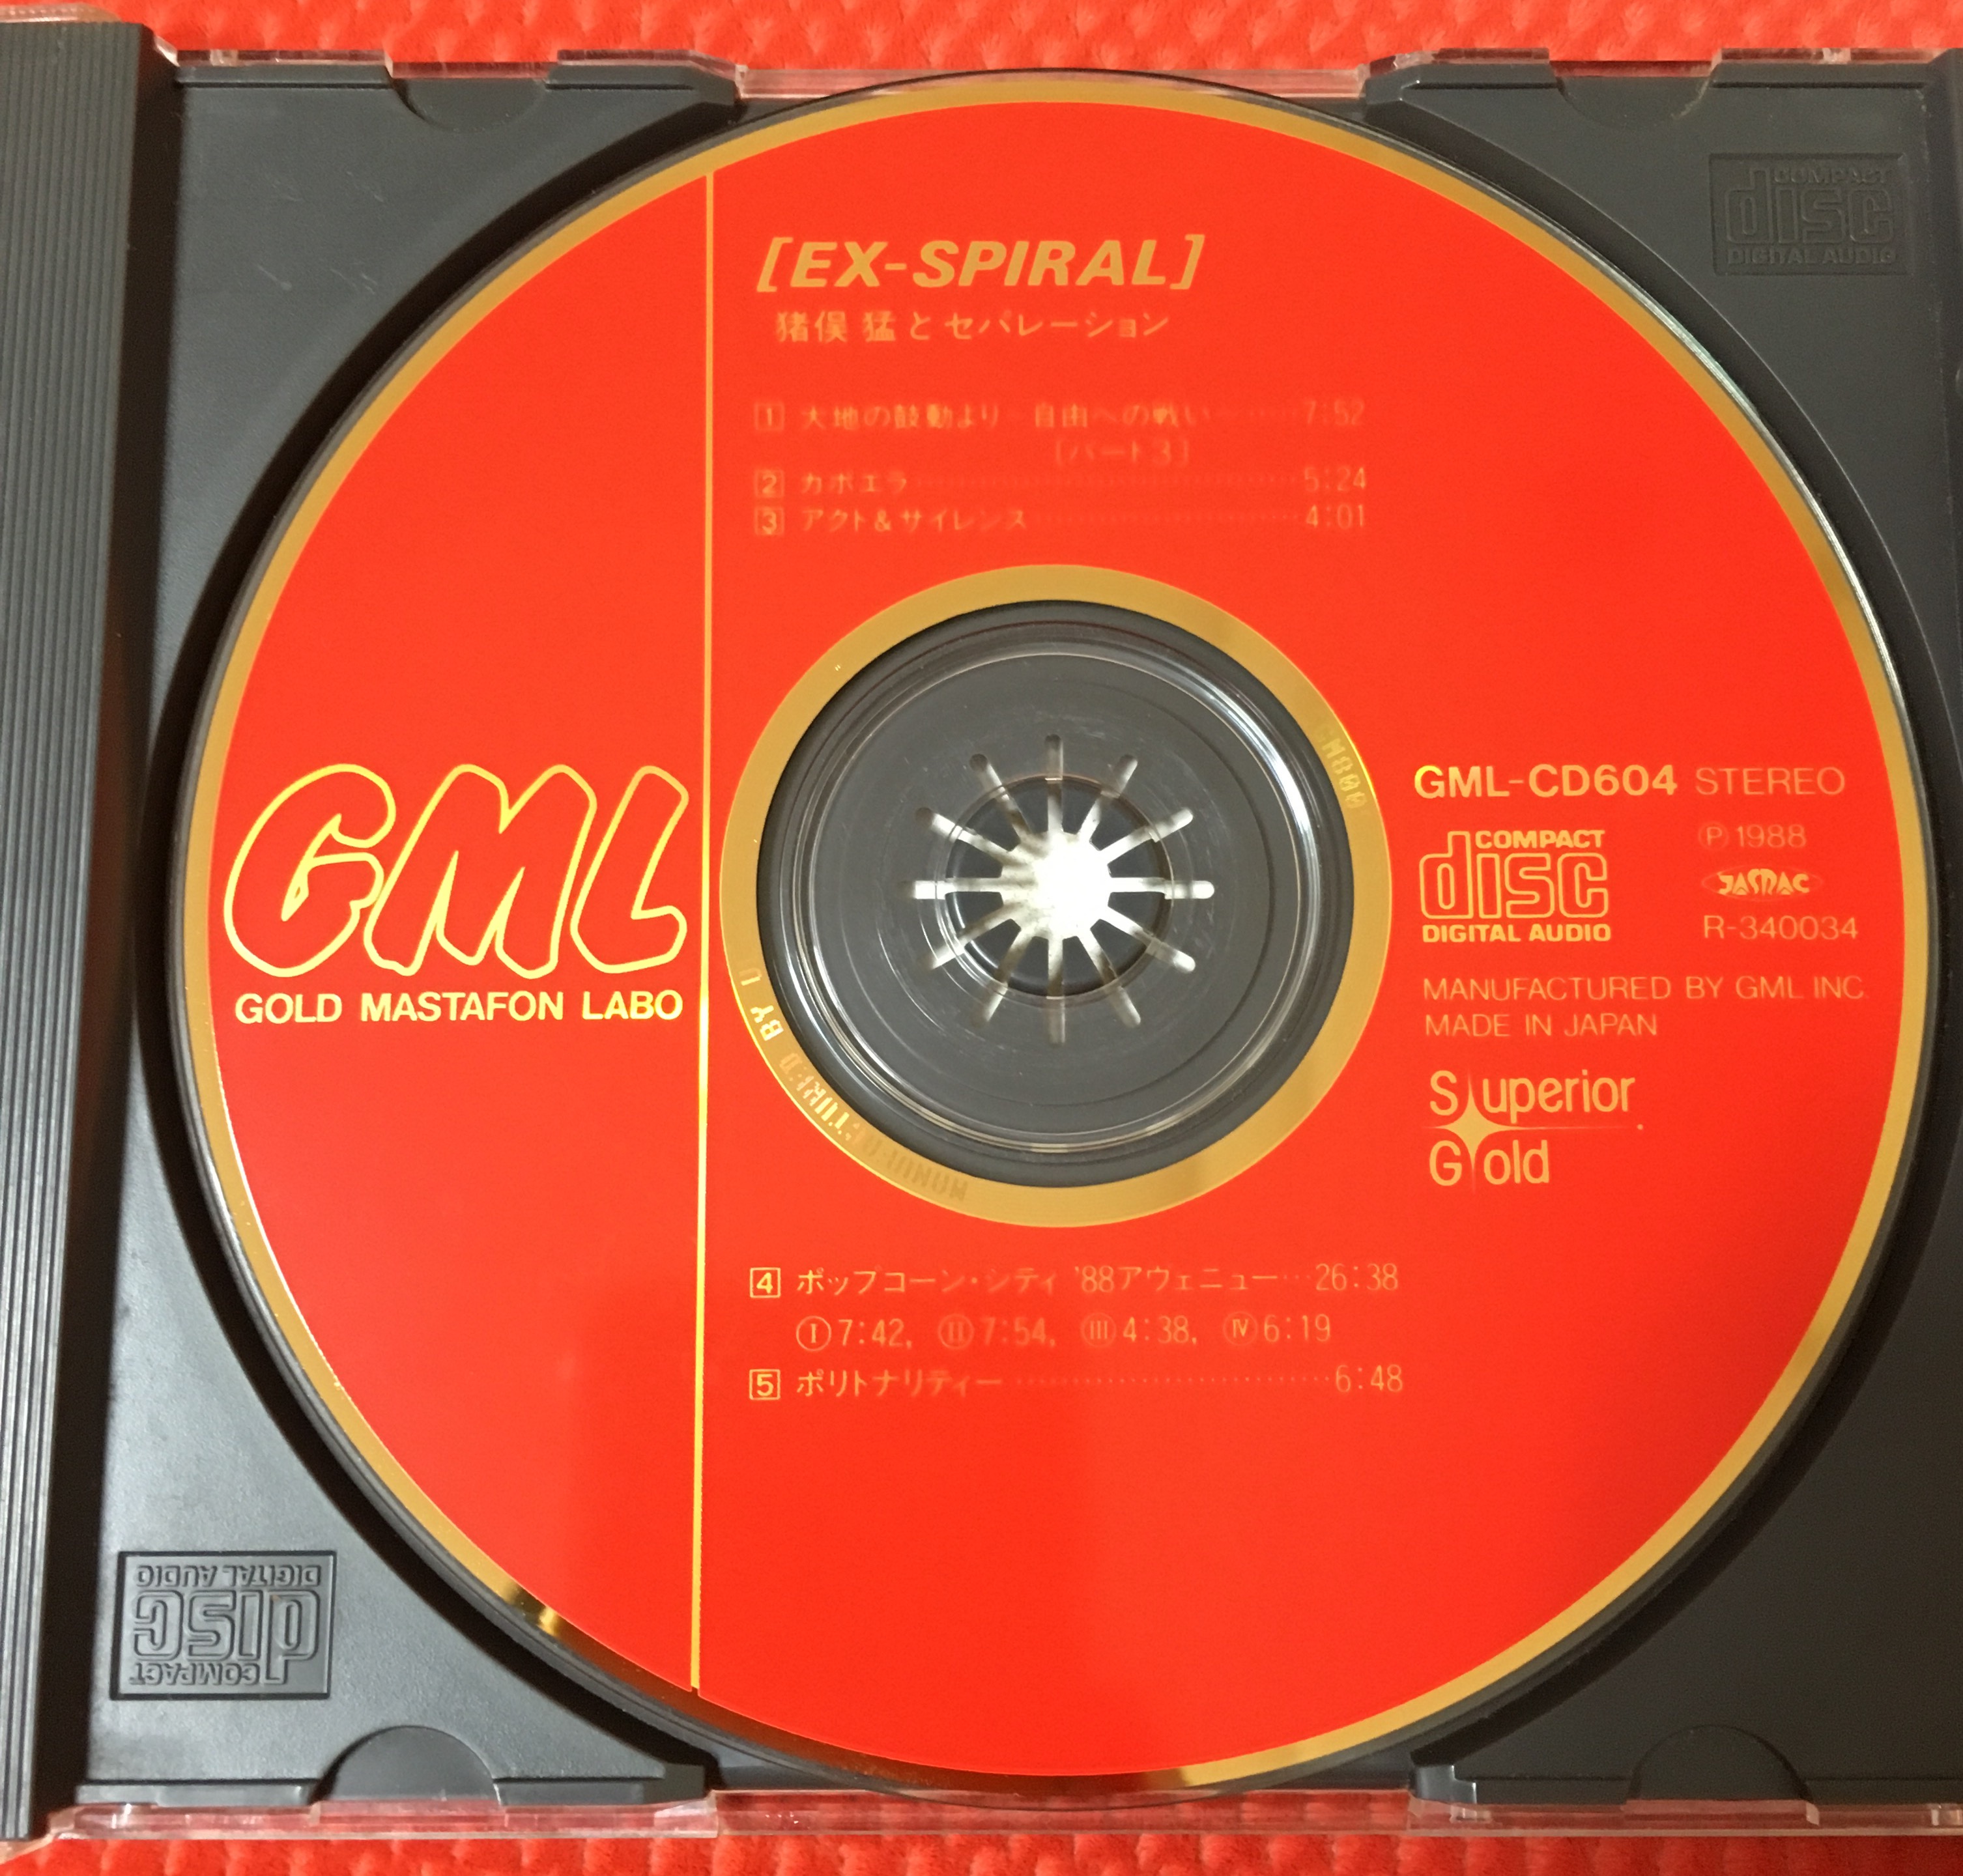 [EX-SPIRAL]
猪俣 猛とセパレーション
1 大地の鼓動より 自由への戦い 7:52
[パート3]
2 カポエラ 5:24
3 アクト&サイレンス 4:01
GML
GOLD MASTAFON LABO
GML-CD604 STEREO
COMPACT disc DIGITAL AUDIO
Ⓟ1988
JASRAC
R-340034
MANUFACTURED BY GML INC.
MADE IN JAPAN
Superior
Gold
4 ポップコーン・シティ '88アヴェニュー…26:38
Ⅰ7:42, Ⅱ7:54, Ⅲ4:38, Ⅳ6:19
5 ポリトナリティー 6:48
COMPACT disc DIGITAL AUDIO
COMPACT disc DIGITAL AUDIO